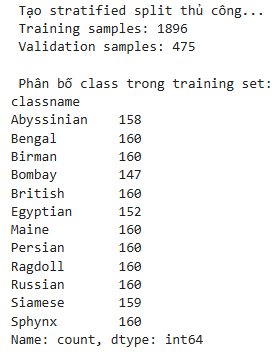 Tạo stratified split thủ công...
Training samples: 1896
Validation samples: 475
Phân bố class trong training set:
classname
Abyssinian    158
Bengal        160
Birman        160
Bombay        147
British       160
Egyptian      152
Maine         160
Persian       160
Ragdoll       160
Russian       160
Siamese       159
Sphynx        160
Name: count, dtype: int64